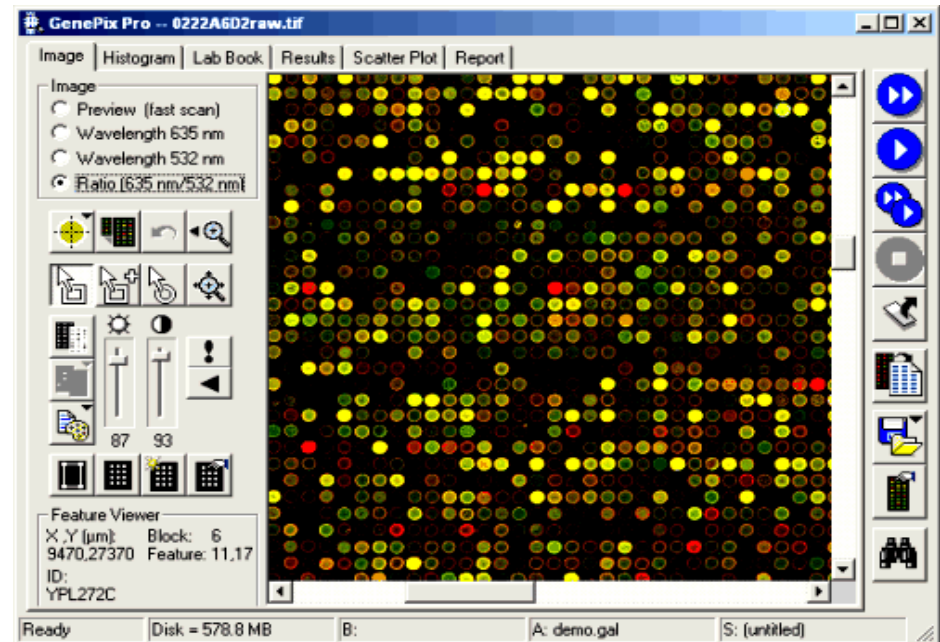 GenePix Pro -- 0222A6D2raw.tif
Image Histogram Lab Book Results Scatter Plot Report
Image
Preview (fast scan)
Wavelength 635 nm
Wavelength 532 nm
Ratio (635 nm/532 nm)
87 93
Feature Viewer
X ,Y (µm): Block: 6
9470,27370 Feature: 11,17
ID:
YPL272C
Ready Disk = 578.8 MB B: A: demo.gal S: (untitled)